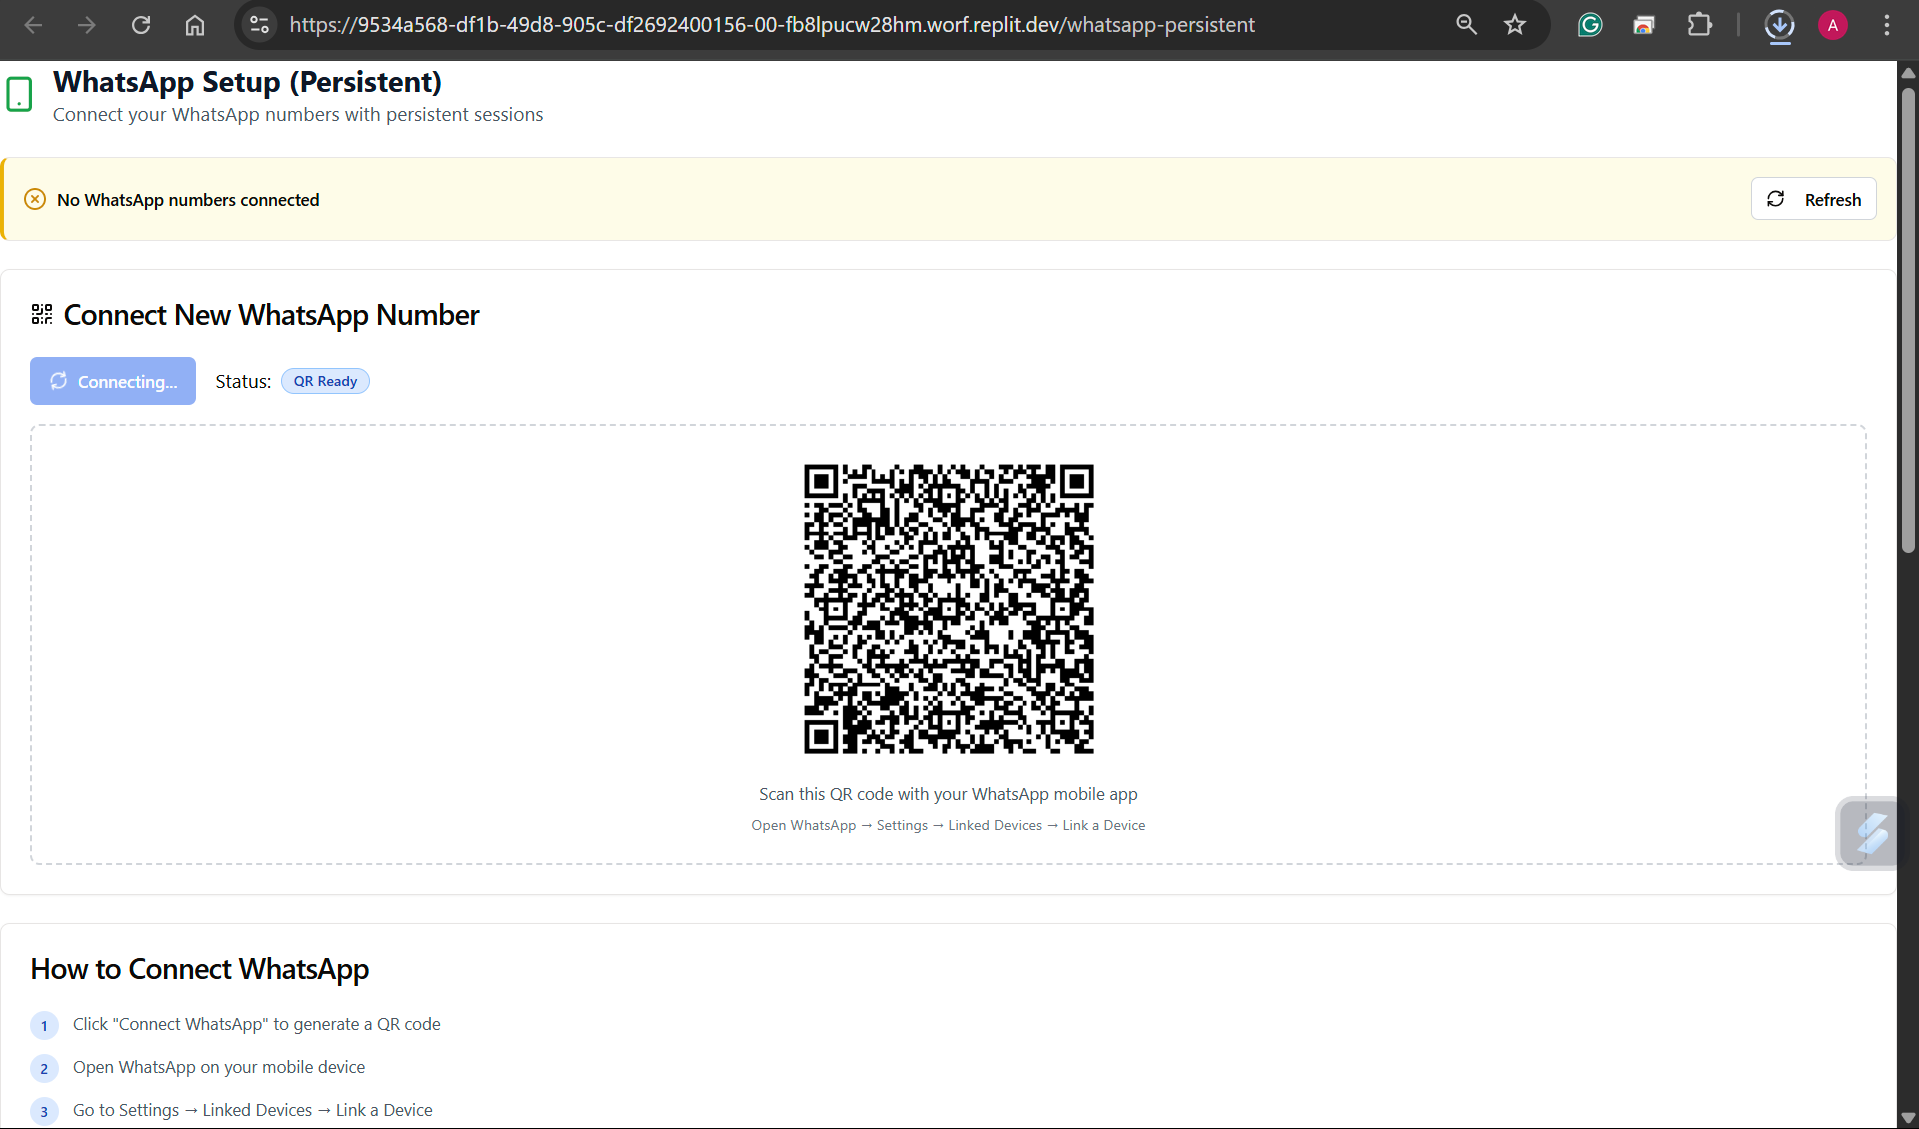 https://9534a568-df1b-49d8-905c-df2692400156-00-fb8lpucw28hm.worf.replit.dev/whatsapp-persistent
A
WhatsApp Setup (Persistent)
Connect your WhatsApp numbers with persistent sessions
No WhatsApp numbers connected
Refresh
Connect New WhatsApp Number
Connecting... Status: QR Ready
Scan this QR code with your WhatsApp mobile app
Open WhatsApp → Settings → Linked Devices → Link a Device
How to Connect WhatsApp
1 Click "Connect WhatsApp" to generate a QR code
2 Open WhatsApp on your mobile device
3 Go to Settings → Linked Devices → Link a Device